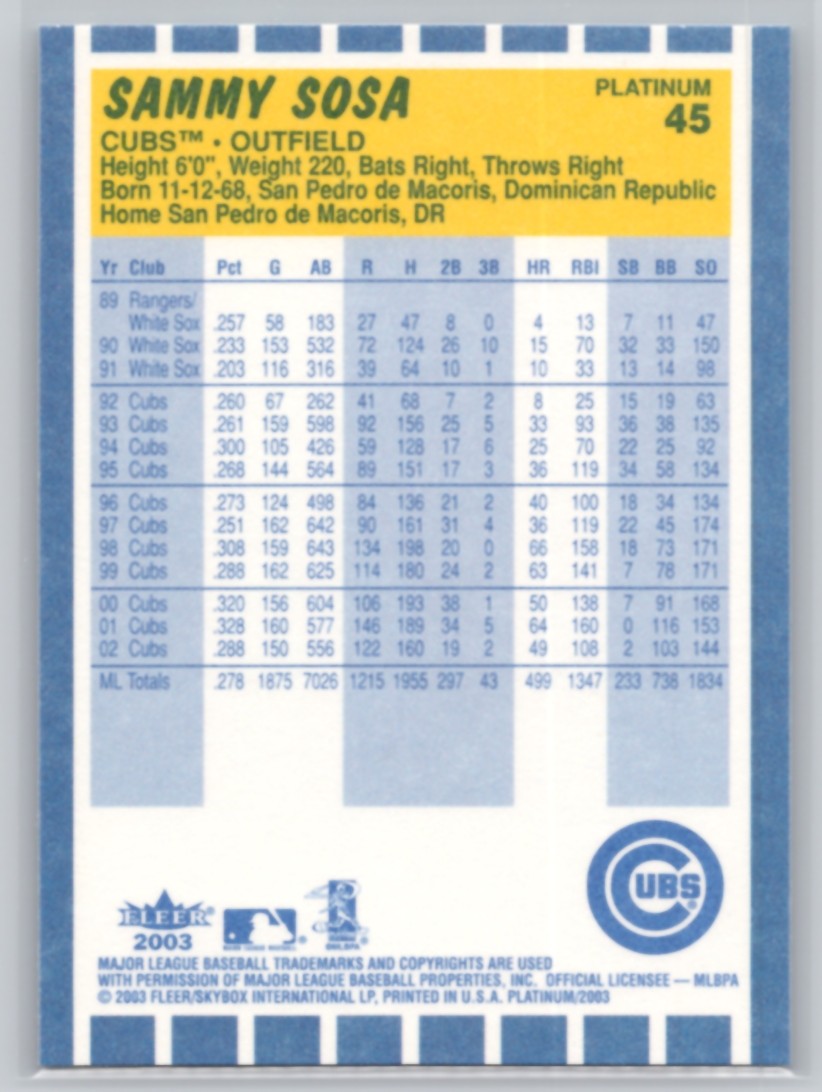 SAMMY SOSA
PLATINUM
45
CUBS™ • OUTFIELD
Height 6'0", Weight 220, Bats Right, Throws Right
Born 11-12-68, San Pedro de Macoris, Dominican Republic
Home San Pedro de Macoris, DR
Yr Club Pct G AB R H 2B 3B HR RBI SB BB SO
89 Rangers/
White Sox .257 58 183 27 47 8 0 4 13 7 11 47
90 White Sox .233 153 532 72 124 26 10 15 70 32 33 150
91 White Sox .203 116 316 39 64 10 1 10 33 13 14 98
92 Cubs .260 67 262 41 68 7 2 8 25 15 19 63
93 Cubs .261 159 598 92 156 25 5 33 93 36 38 135
94 Cubs .300 105 426 59 128 17 6 25 70 22 25 92
95 Cubs .268 144 564 89 151 17 3 36 119 34 58 134
96 Cubs .273 124 498 84 136 21 2 40 100 18 34 134
97 Cubs .251 162 642 90 161 31 4 36 119 22 45 174
98 Cubs .308 159 643 134 198 20 0 66 158 18 73 171
99 Cubs .288 162 625 114 180 24 2 63 141 7 78 171
00 Cubs .320 156 604 106 193 38 1 50 138 7 91 168
01 Cubs .328 160 577 146 189 34 5 64 160 0 116 153
02 Cubs .288 150 556 122 160 19 2 49 108 2 103 144
ML Totals .278 1875 7026 1215 1955 297 43 499 1347 233 738 1834
CUBS®
FLEER®
2003
MLBPA
MAJOR LEAGUE BASEBALL TRADEMARKS AND COPYRIGHTS ARE USED
WITH PERMISSION OF MAJOR LEAGUE BASEBALL PROPERTIES, INC. OFFICIAL LICENSEE — MLBPA
© 2003 FLEER/SKYBOX INTERNATIONAL LP, PRINTED IN U.S.A. PLATINUM/2003